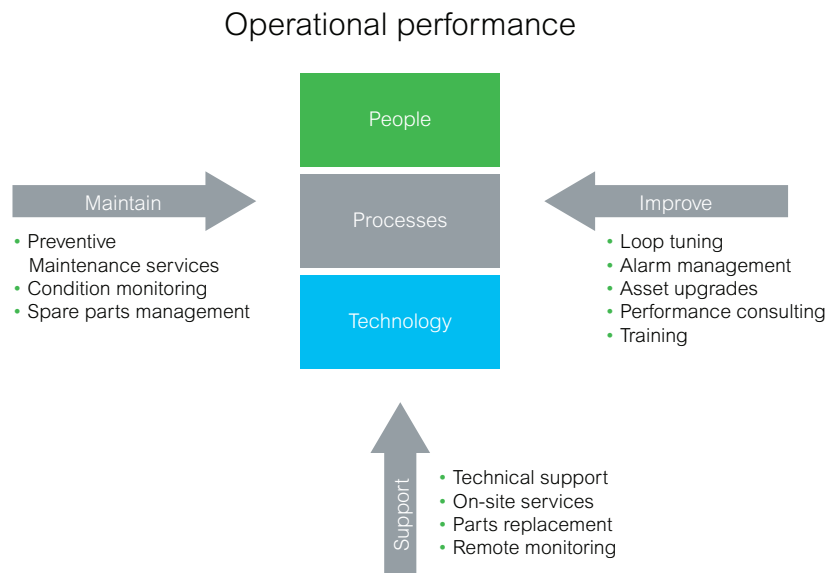 Operational performance
People
Maintain
Processes
Improve
• Preventive
Maintenance services
• Condition monitoring
• Spare parts management
• Loop tuning
• Alarm management
• Asset upgrades
• Performance consulting
• Training
Technology
Support
• Technical support
• On-site services
• Parts replacement
• Remote monitoring